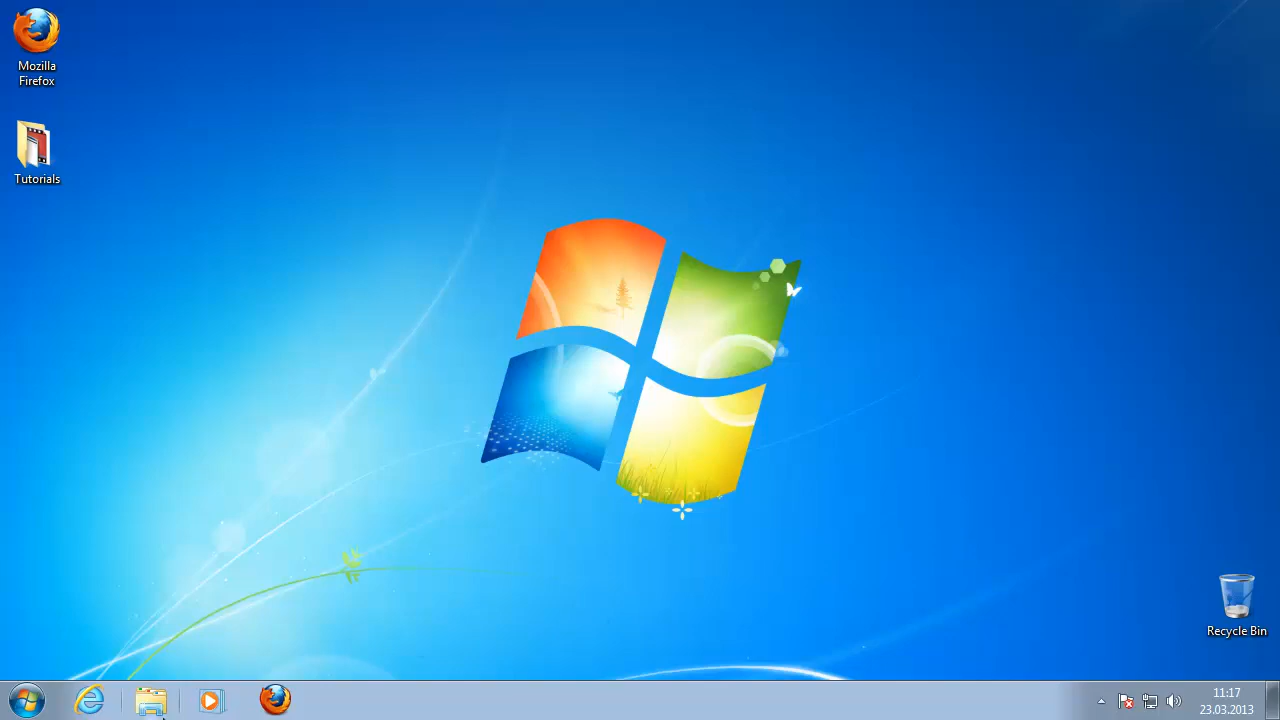 Mozilla
Firefox
Tutorials
Recycle Bin
11:17
23.03.2013